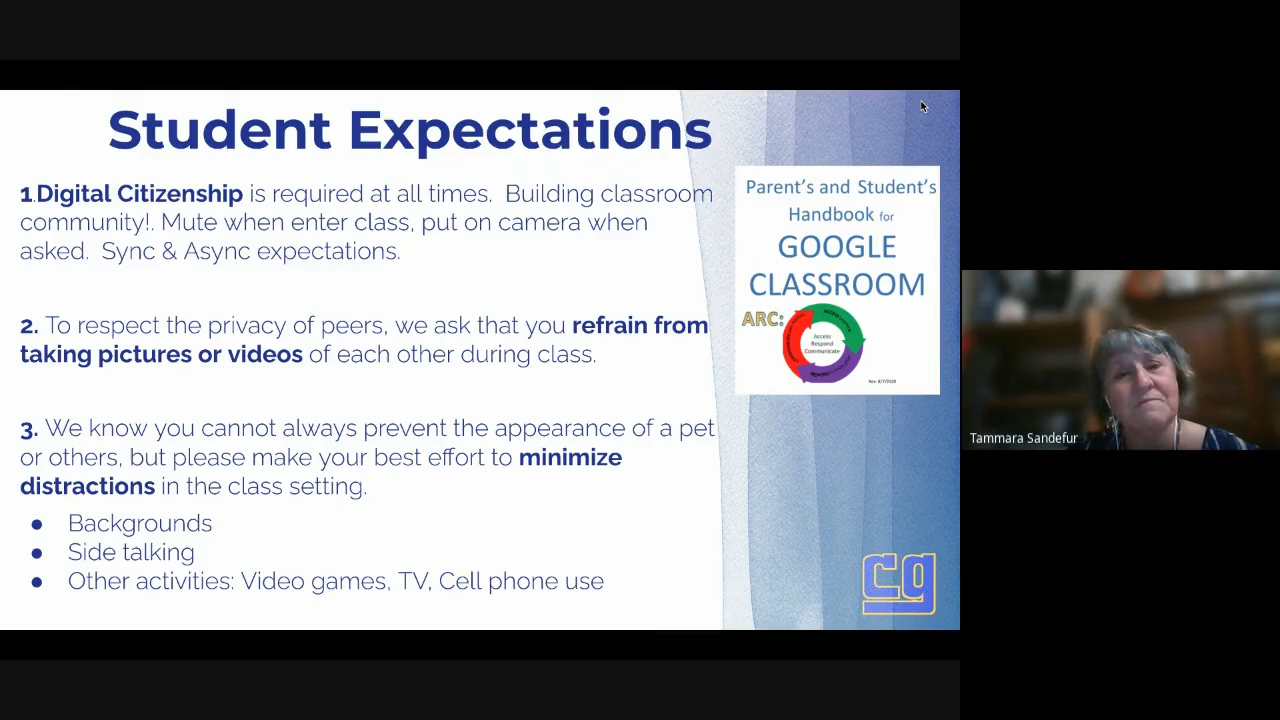 Student Expectations
1.Digital Citizenship is required at all times. Building classroom
community!. Mute when enter class, put on camera when
asked. Sync & Async expectations.
2. To respect the privacy of peers, we ask that you refrain from
taking pictures or videos of each other during class.
3. We know you cannot always prevent the appearance of a pet
or others, but please make your best effort to minimize
distractions in the class setting.
● Backgrounds
● Side talking
● Other activities: Video games, TV, Cell phone use
Parent's and Student's
Handbook for
GOOGLE
CLASSROOM
ARC:
Access
Respond
Communicate
Rev. 8/7/2020
cg
Tammara Sandefur